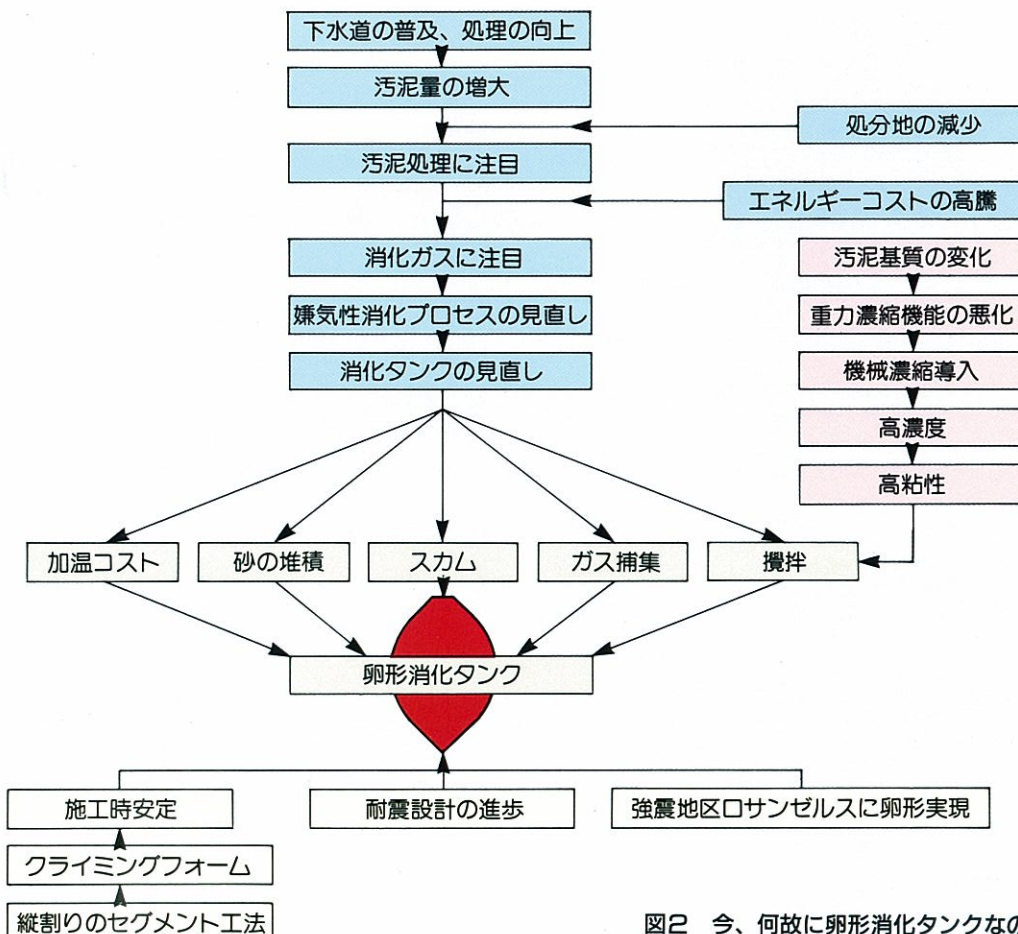 下水道の普及、処理の向上
汚泥量の増大
処分地の減少
汚泥処理に注目
エネルギーコストの高騰
消化ガスに注目
嫌気性消化プロセスの見直し
消化タンクの見直し
汚泥基質の変化
重力濃縮機能の悪化
機械濃縮導入
高濃度
高粘性
加温コスト
砂の堆積
スカム
ガス捕集
攪拌
卵形消化タンク
施工時安定
耐震設計の進歩
強震地区ロサンゼルスに卵形実現
クライミングフォーム
縦割りのセグメント工法
図2 今、何故に卵形消化タンクなの